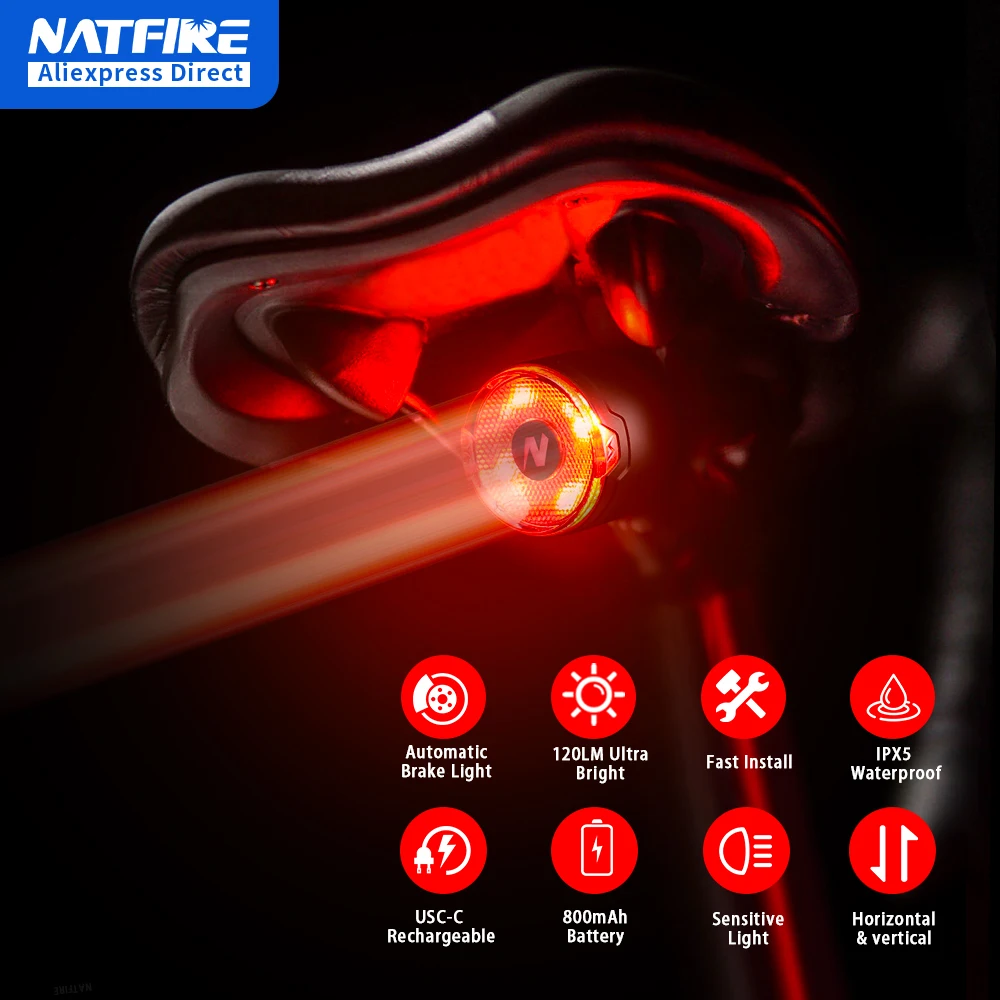 NATFIRE
Aliexpress Direct
N
Automatic
Brake Light
120LM Ultra
Bright
Fast Install
IPX5
Waterproof
USC-C
Rechargeable
800mAh
Battery
Sensitive
Light
Horizontal
& vertical
NATFIRE